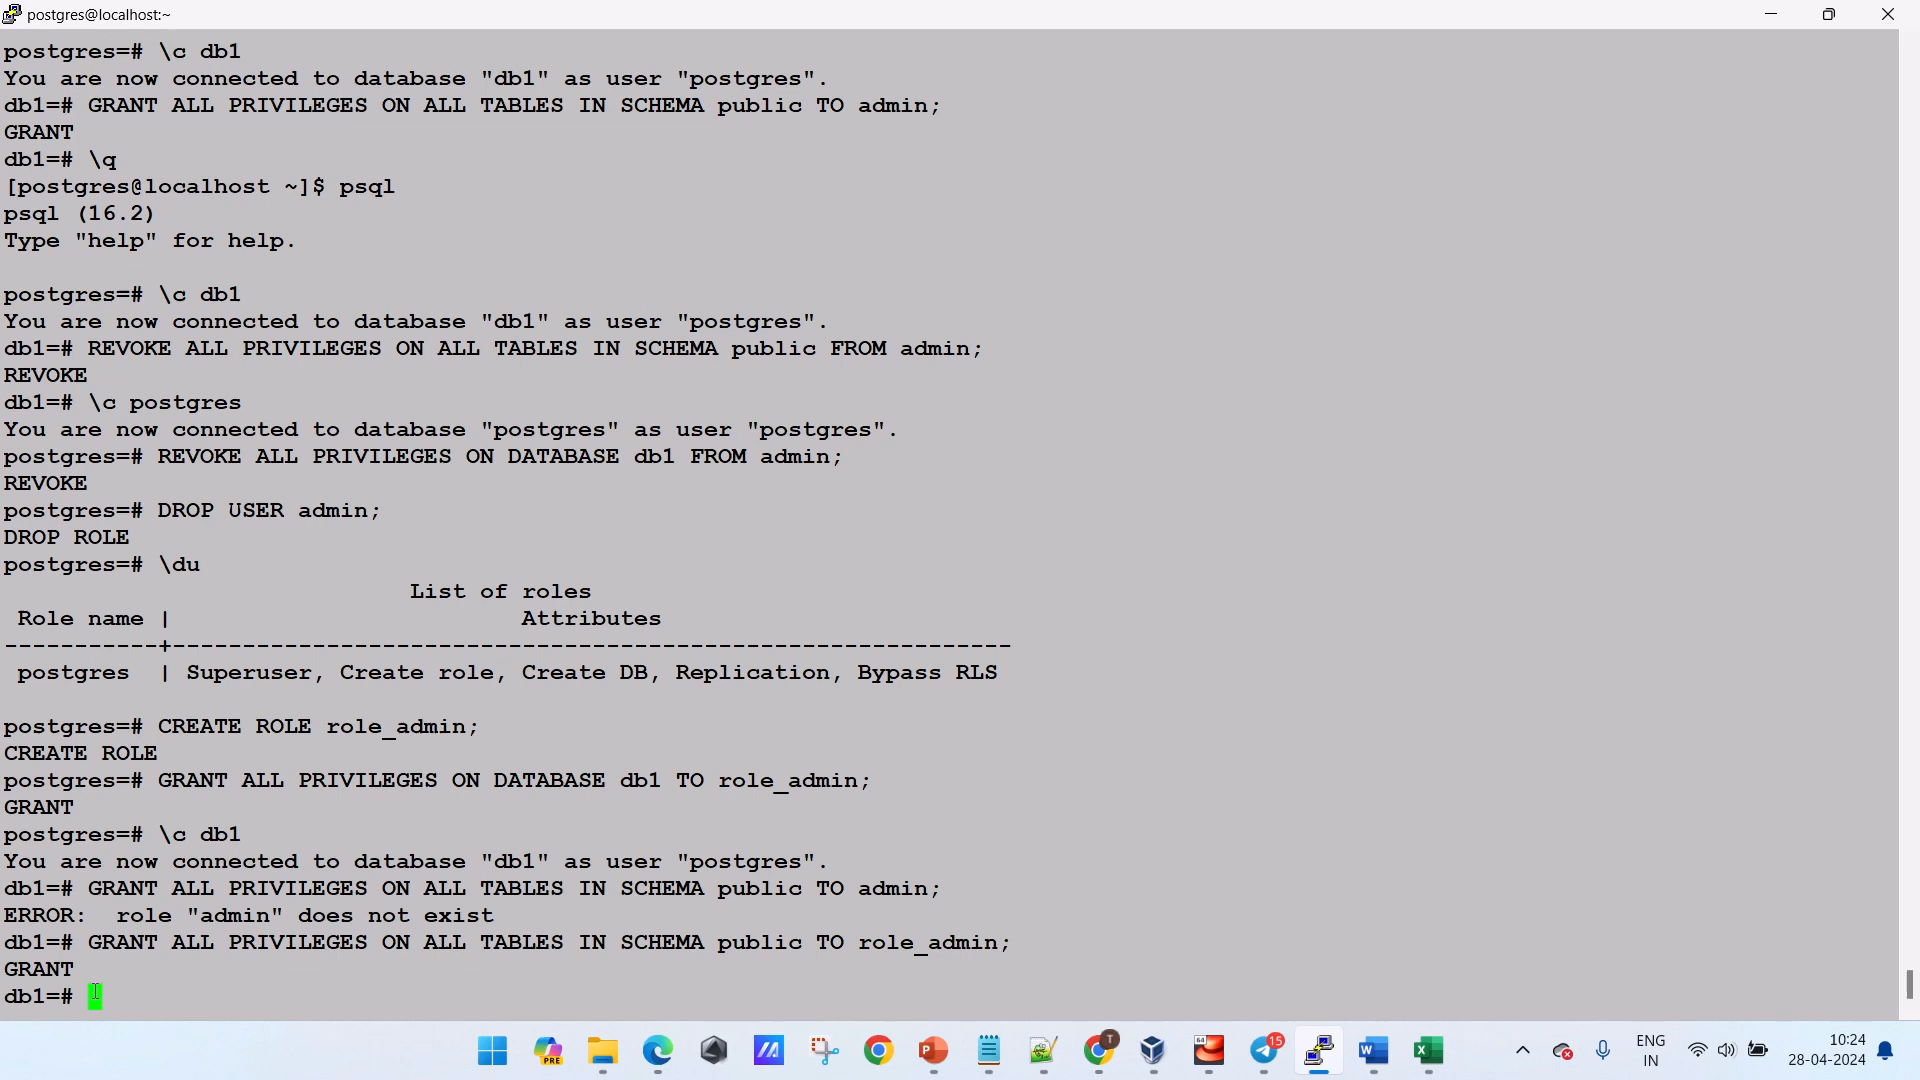 postgres@localhost:~
postgres=# \c db1
You are now connected to database "db1" as user "postgres".
db1=# GRANT ALL PRIVILEGES ON ALL TABLES IN SCHEMA public TO admin;
GRANT
db1=# \q
[postgres@localhost ~]$ psql
psql (16.2)
Type "help" for help.
postgres=# \c db1
You are now connected to database "db1" as user "postgres".
db1=# REVOKE ALL PRIVILEGES ON ALL TABLES IN SCHEMA public FROM admin;
REVOKE
db1=# \c postgres
You are now connected to database "postgres" as user "postgres".
postgres=# REVOKE ALL PRIVILEGES ON DATABASE db1 FROM admin;
REVOKE
postgres=# DROP USER admin;
DROP ROLE
postgres=# \du
List of roles
Role name | Attributes
-----------+------------------------------------------------------------
postgres | Superuser, Create role, Create DB, Replication, Bypass RLS
postgres=# CREATE ROLE role_admin;
CREATE ROLE
postgres=# GRANT ALL PRIVILEGES ON DATABASE db1 TO role_admin;
GRANT
postgres=# \c db1
You are now connected to database "db1" as user "postgres".
db1=# GRANT ALL PRIVILEGES ON ALL TABLES IN SCHEMA public TO admin;
ERROR:  role "admin" does not exist
db1=# GRANT ALL PRIVILEGES ON ALL TABLES IN SCHEMA public TO role_admin;
GRANT
db1=#
PRE
P
T
64
15
W
X
ENG
IN
10:24
28-04-2024